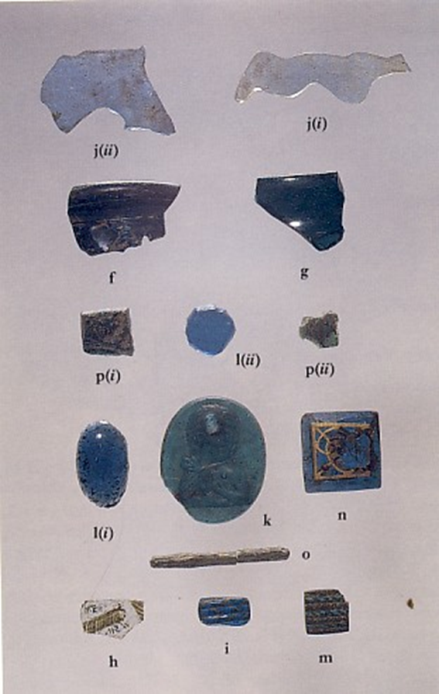 j(ii) j(i)
f g
p(i) l(ii) p(ii)
l(i) k n
o
h i m